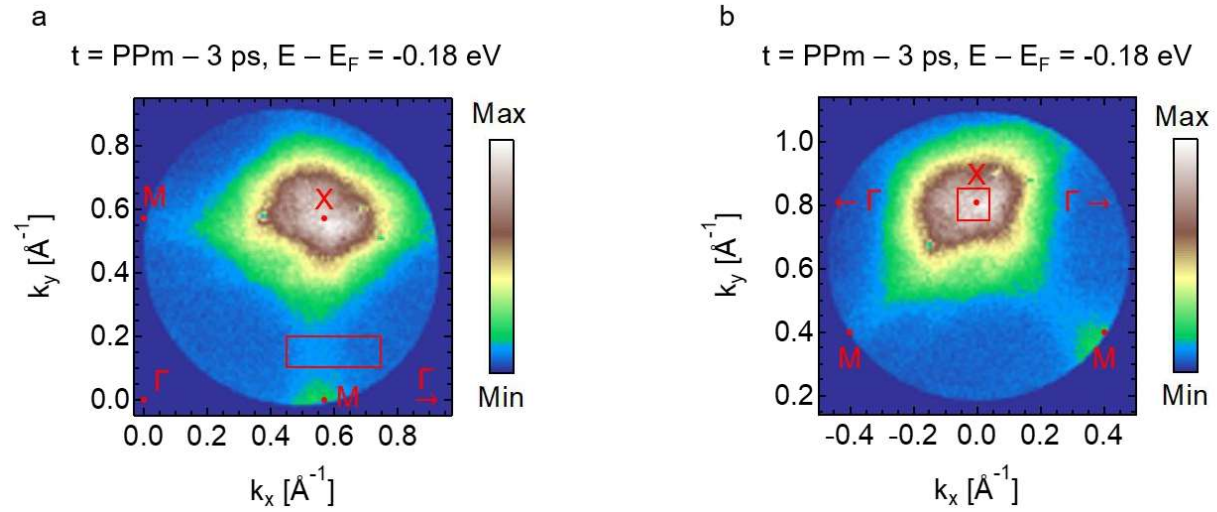 a
t = PPm – 3 ps, E – E_F = -0.18 eV
0.8
0.6
0.4
0.2
0.0
M
X
Γ
M
Γ
→
0.0 0.2 0.4 0.6 0.8
k_y [Å⁻¹]
k_x [Å⁻¹]
Max
Min
b
t = PPm – 3 ps, E – E_F = -0.18 eV
1.0
0.8
0.6
0.4
0.2
X
← Γ
Γ →
M
M
-0.4 -0.2 0.0 0.2 0.4
k_y [Å⁻¹]
k_x [Å⁻¹]
Max
Min